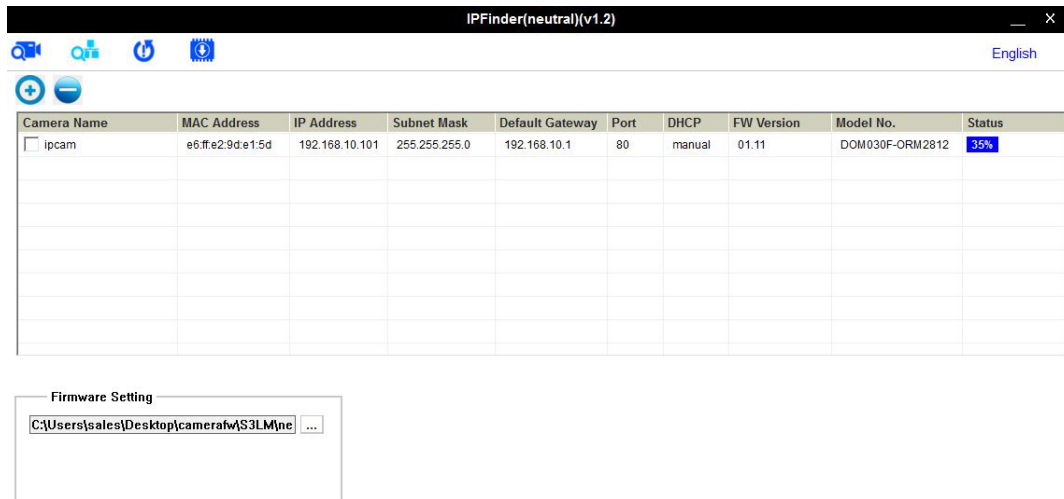 IPFinder(neutral)(v1.2)
English
Camera Name MAC Address IP Address Subnet Mask Default Gateway Port DHCP FW Version Model No. Status
ipcam e6:ff:e2:9d:e1:5d 192.168.10.101 255.255.255.0 192.168.10.1 80 manual 01.11 DOM030F-ORM2812 35%
Firmware Setting
C:\Users\sales\Desktop\camerafw\S3LM\ne ...